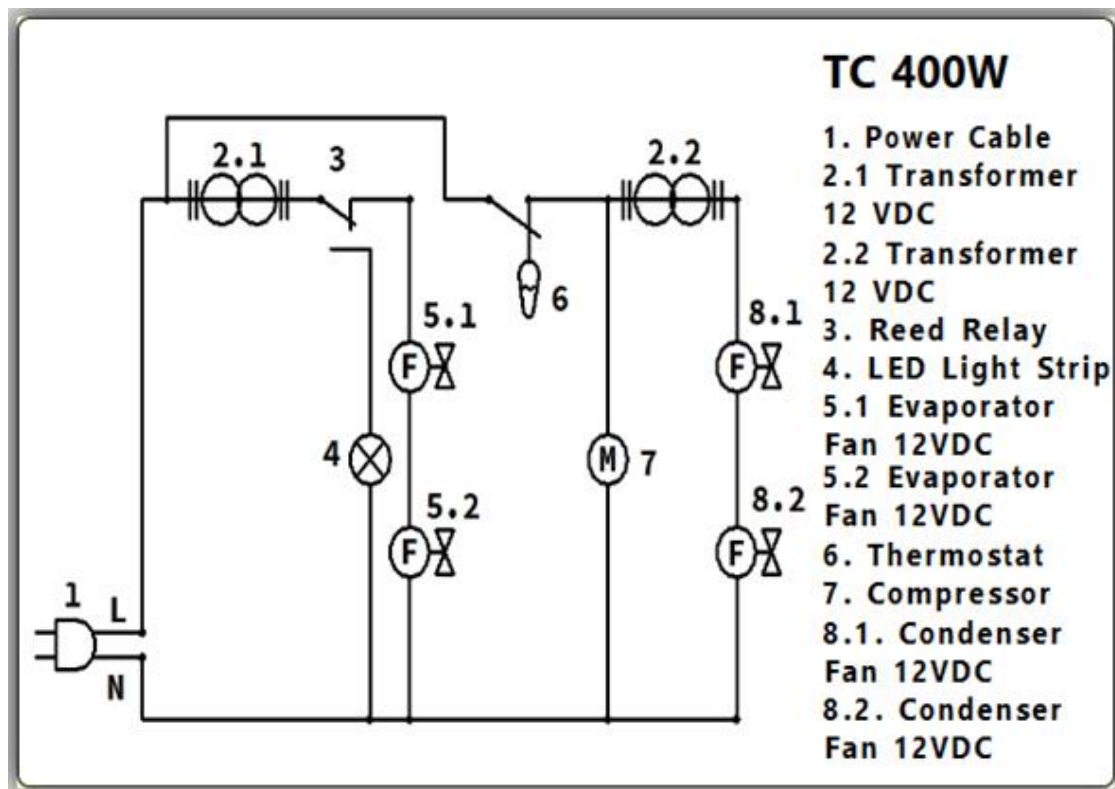 TC 400W
1. Power Cable
2.1 Transformer
12 VDC
2.2 Transformer
12 VDC
3. Reed Relay
4. LED Light Strip
5.1 Evaporator
Fan 12VDC
5.2 Evaporator
Fan 12VDC
6. Thermostat
7. Compressor
8.1. Condenser
Fan 12VDC
8.2. Condenser
Fan 12VDC
2.1
3
2.2
6
5.1
8.1
F
F
4
M
7
5.2
8.2
F
F
1
L
N